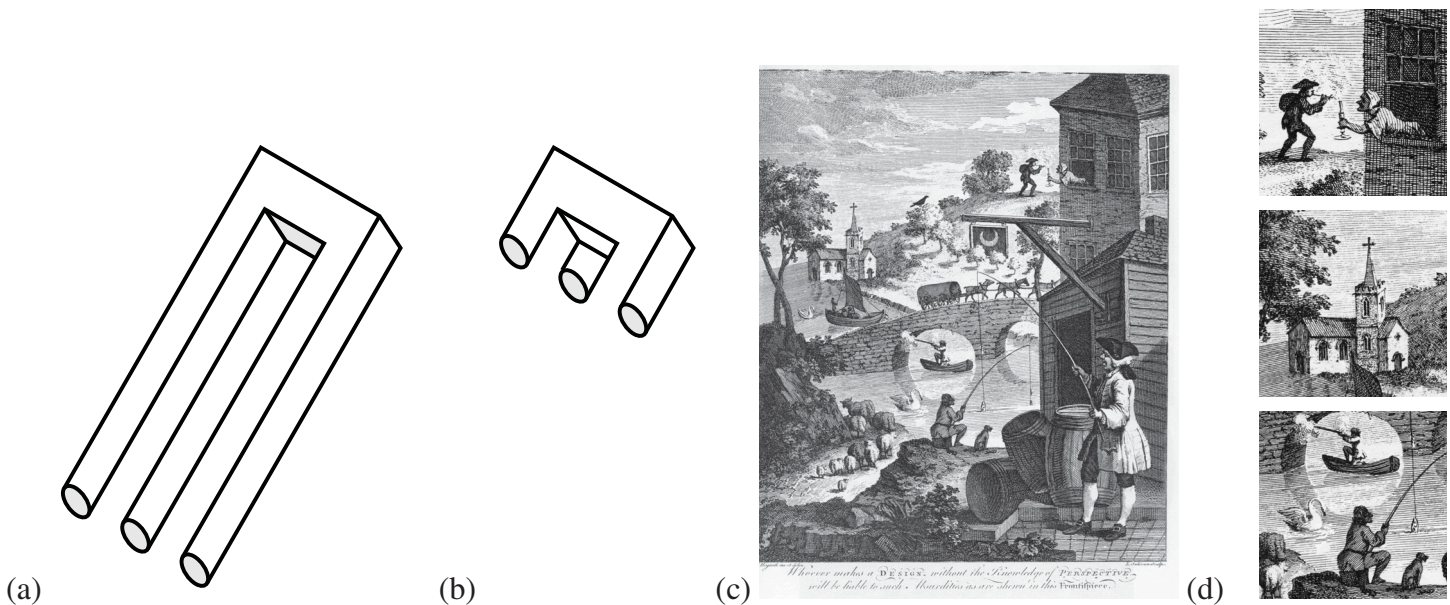 (a)
(b)
(c)
(d)
Whoever makes a DESIGN, without the Knowledge of PERSPECTIVE,
will be liable to such Absurdities as are shewn in this Frontispiece.